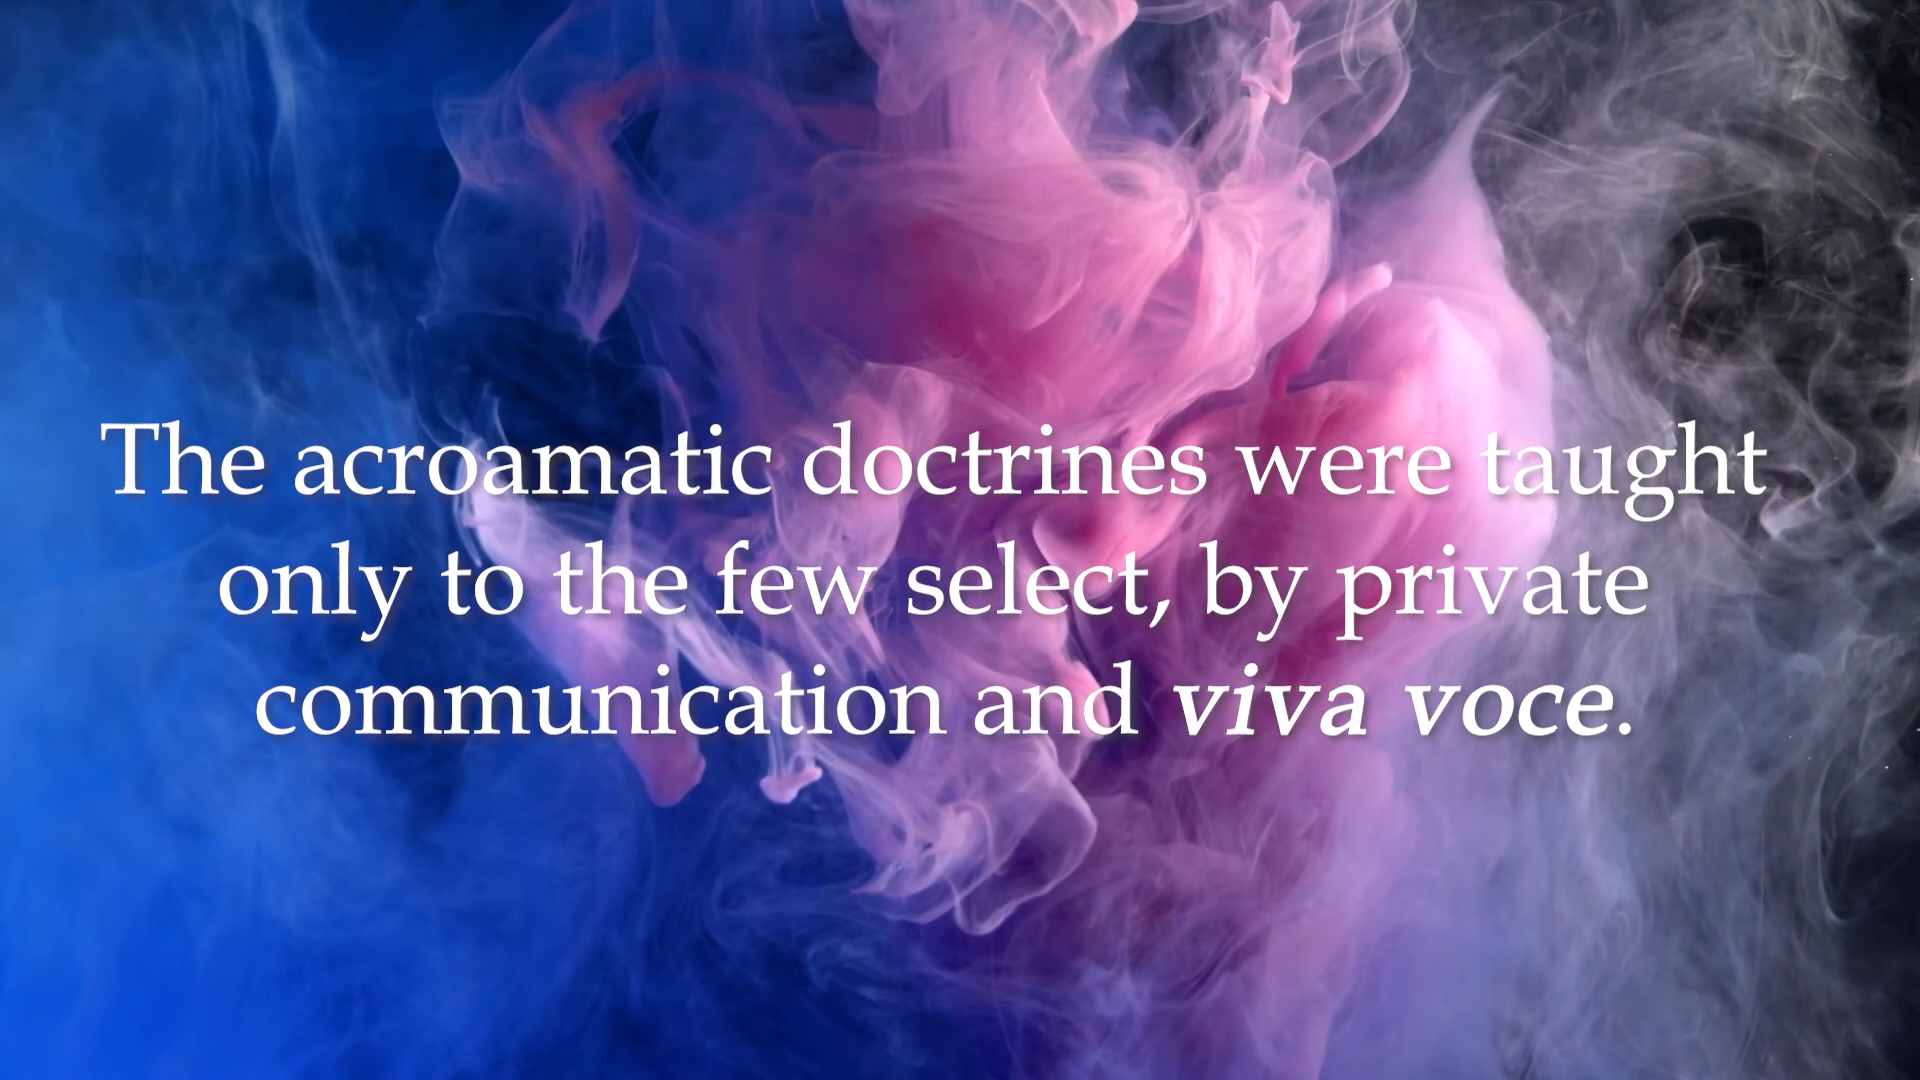 The acroamatic doctrines were taught
only to the few select, by private
communication and viva voce.